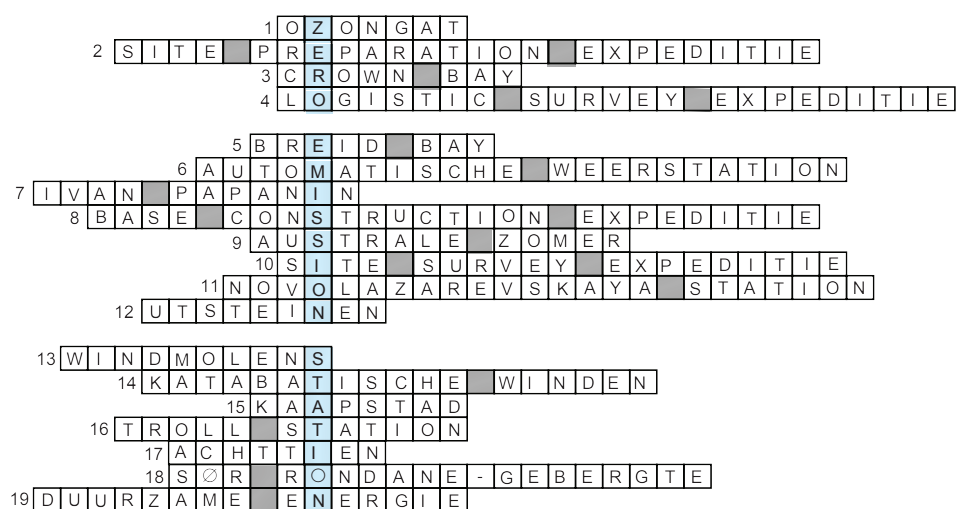 1 OZONGAT
2 SITE PREPARATION EXPEDITIE
3 CROWN BAY
4 LOGISTIC SURVEY EXPEDITIE
5 BREID BAY
6 AUTOMATISCHE WEERSTATION
7 IVAN PAPANIN
8 BASE CONSTRUCTION EXPEDITIE
9 AUSTRALE ZOMER
10 SITE SURVEY EXPEDITIE
11 NOVOLAZAREVSKAYA STATION
12 UTSTEINEN
13 WINDMOLENS
14 KATABATISCHE WINDEN
15 KAAPSTAD
16 TROLL STATION
17 ACHTTIEN
18 SØR RONDANE-GEBERGTE
19 DUURZAME ENERGIE